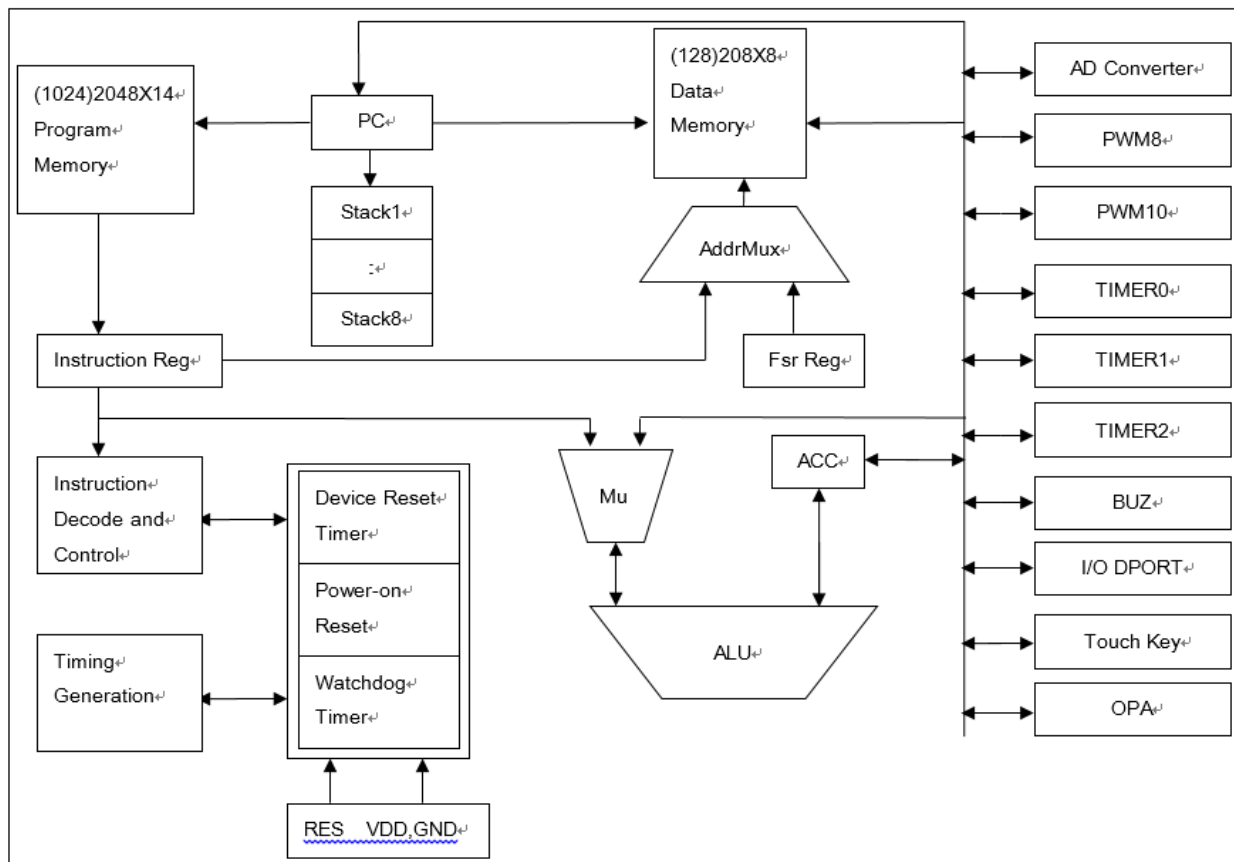 (1024)2048X14
Program
Memory
PC
Stack1
:
Stack8
(128)208X8
Data
Memory
AddrMux
Fsr Reg
Instruction Reg
Instruction
Decode and
Control
Timing
Generation
Device Reset
Timer
Power-on
Reset
Watchdog
Timer
RES VDD,GND
Mu
ACC
ALU
AD Converter
PWM8
PWM10
TIMER0
TIMER1
TIMER2
BUZ
I/O DPORT
Touch Key
OPA